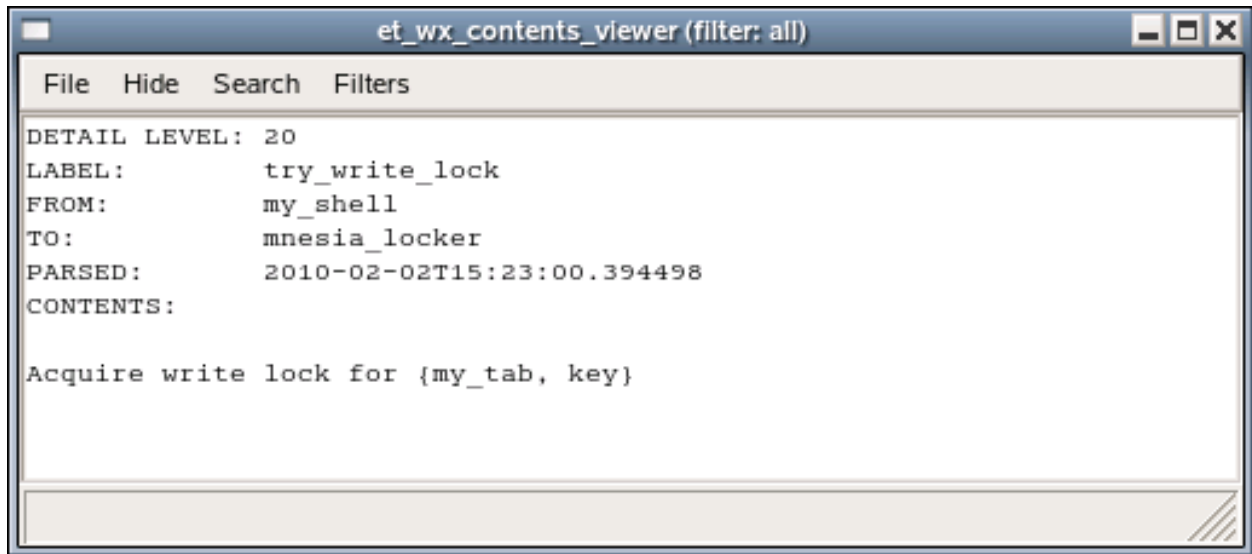 et_wx_contents_viewer (filter: all)
File Hide Search Filters
DETAIL LEVEL: 20
LABEL: try_write_lock
FROM: my_shell
TO: mnesia_locker
PARSED: 2010-02-02T15:23:00.394498
CONTENTS:
Acquire write lock for {my_tab, key}